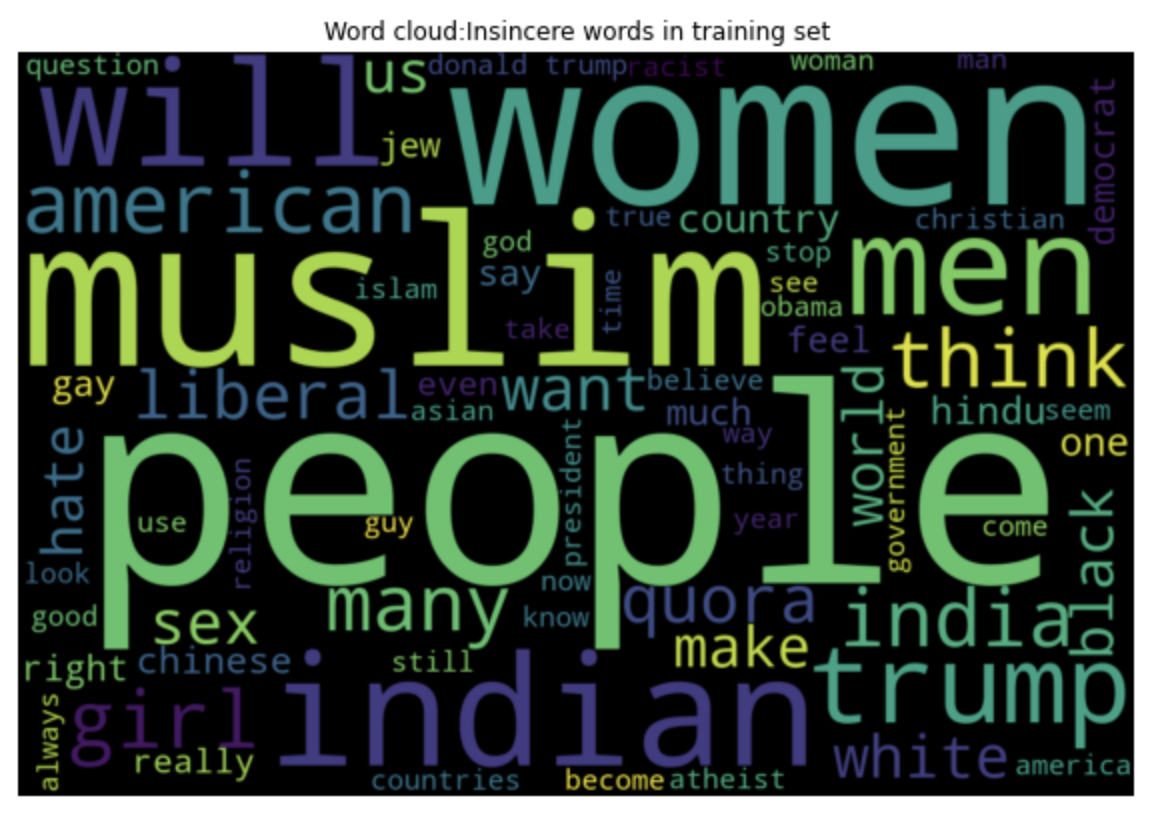 Word cloud:Insincere words in training set
question
will
us
donald trump
racist
woman
man
women
jew
democrat
american
muslim
god
true
country
christian
say
stop
men
islam
time
see
obama
take
feel
think
gay
liberal
even
want
believe
world
asian
much
hindu
seem
way
one
hate
people
president
government
thing
religion
use
guy
year
come
black
look
now
good
sex
many
know
quora
india
make
right
chinese
still
trump
always
girl
indian
really
white
america
countries
become
atheist